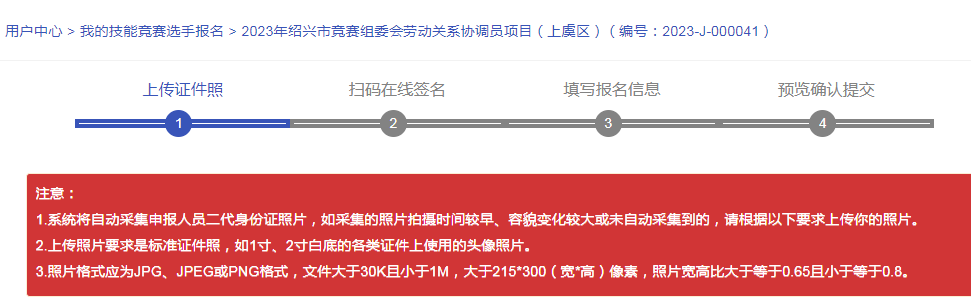 用户中心 > 我的技能竞赛选手报名 > 2023年绍兴市竞赛组委会劳动关系协调员项目（上虞区）（编号：2023-J-000041）
上传证件照 扫码在线签名 填写报名信息 预览确认提交
1 2 3 4
注意：
1.系统将自动采集申报人员二代身份证照片，如采集的照片拍摄时间较早、容貌变化较大或未自动采集到的，请根据以下要求上传你的照片。
2.上传照片要求是标准证件照，如1寸、2寸白底的各类证件上使用的头像照片。
3.照片格式应为JPG、JPEG或PNG格式，文件大于30K且小于1M，大于215*300（宽*高）像素，照片宽高比大于等于0.65且小于等于0.8。